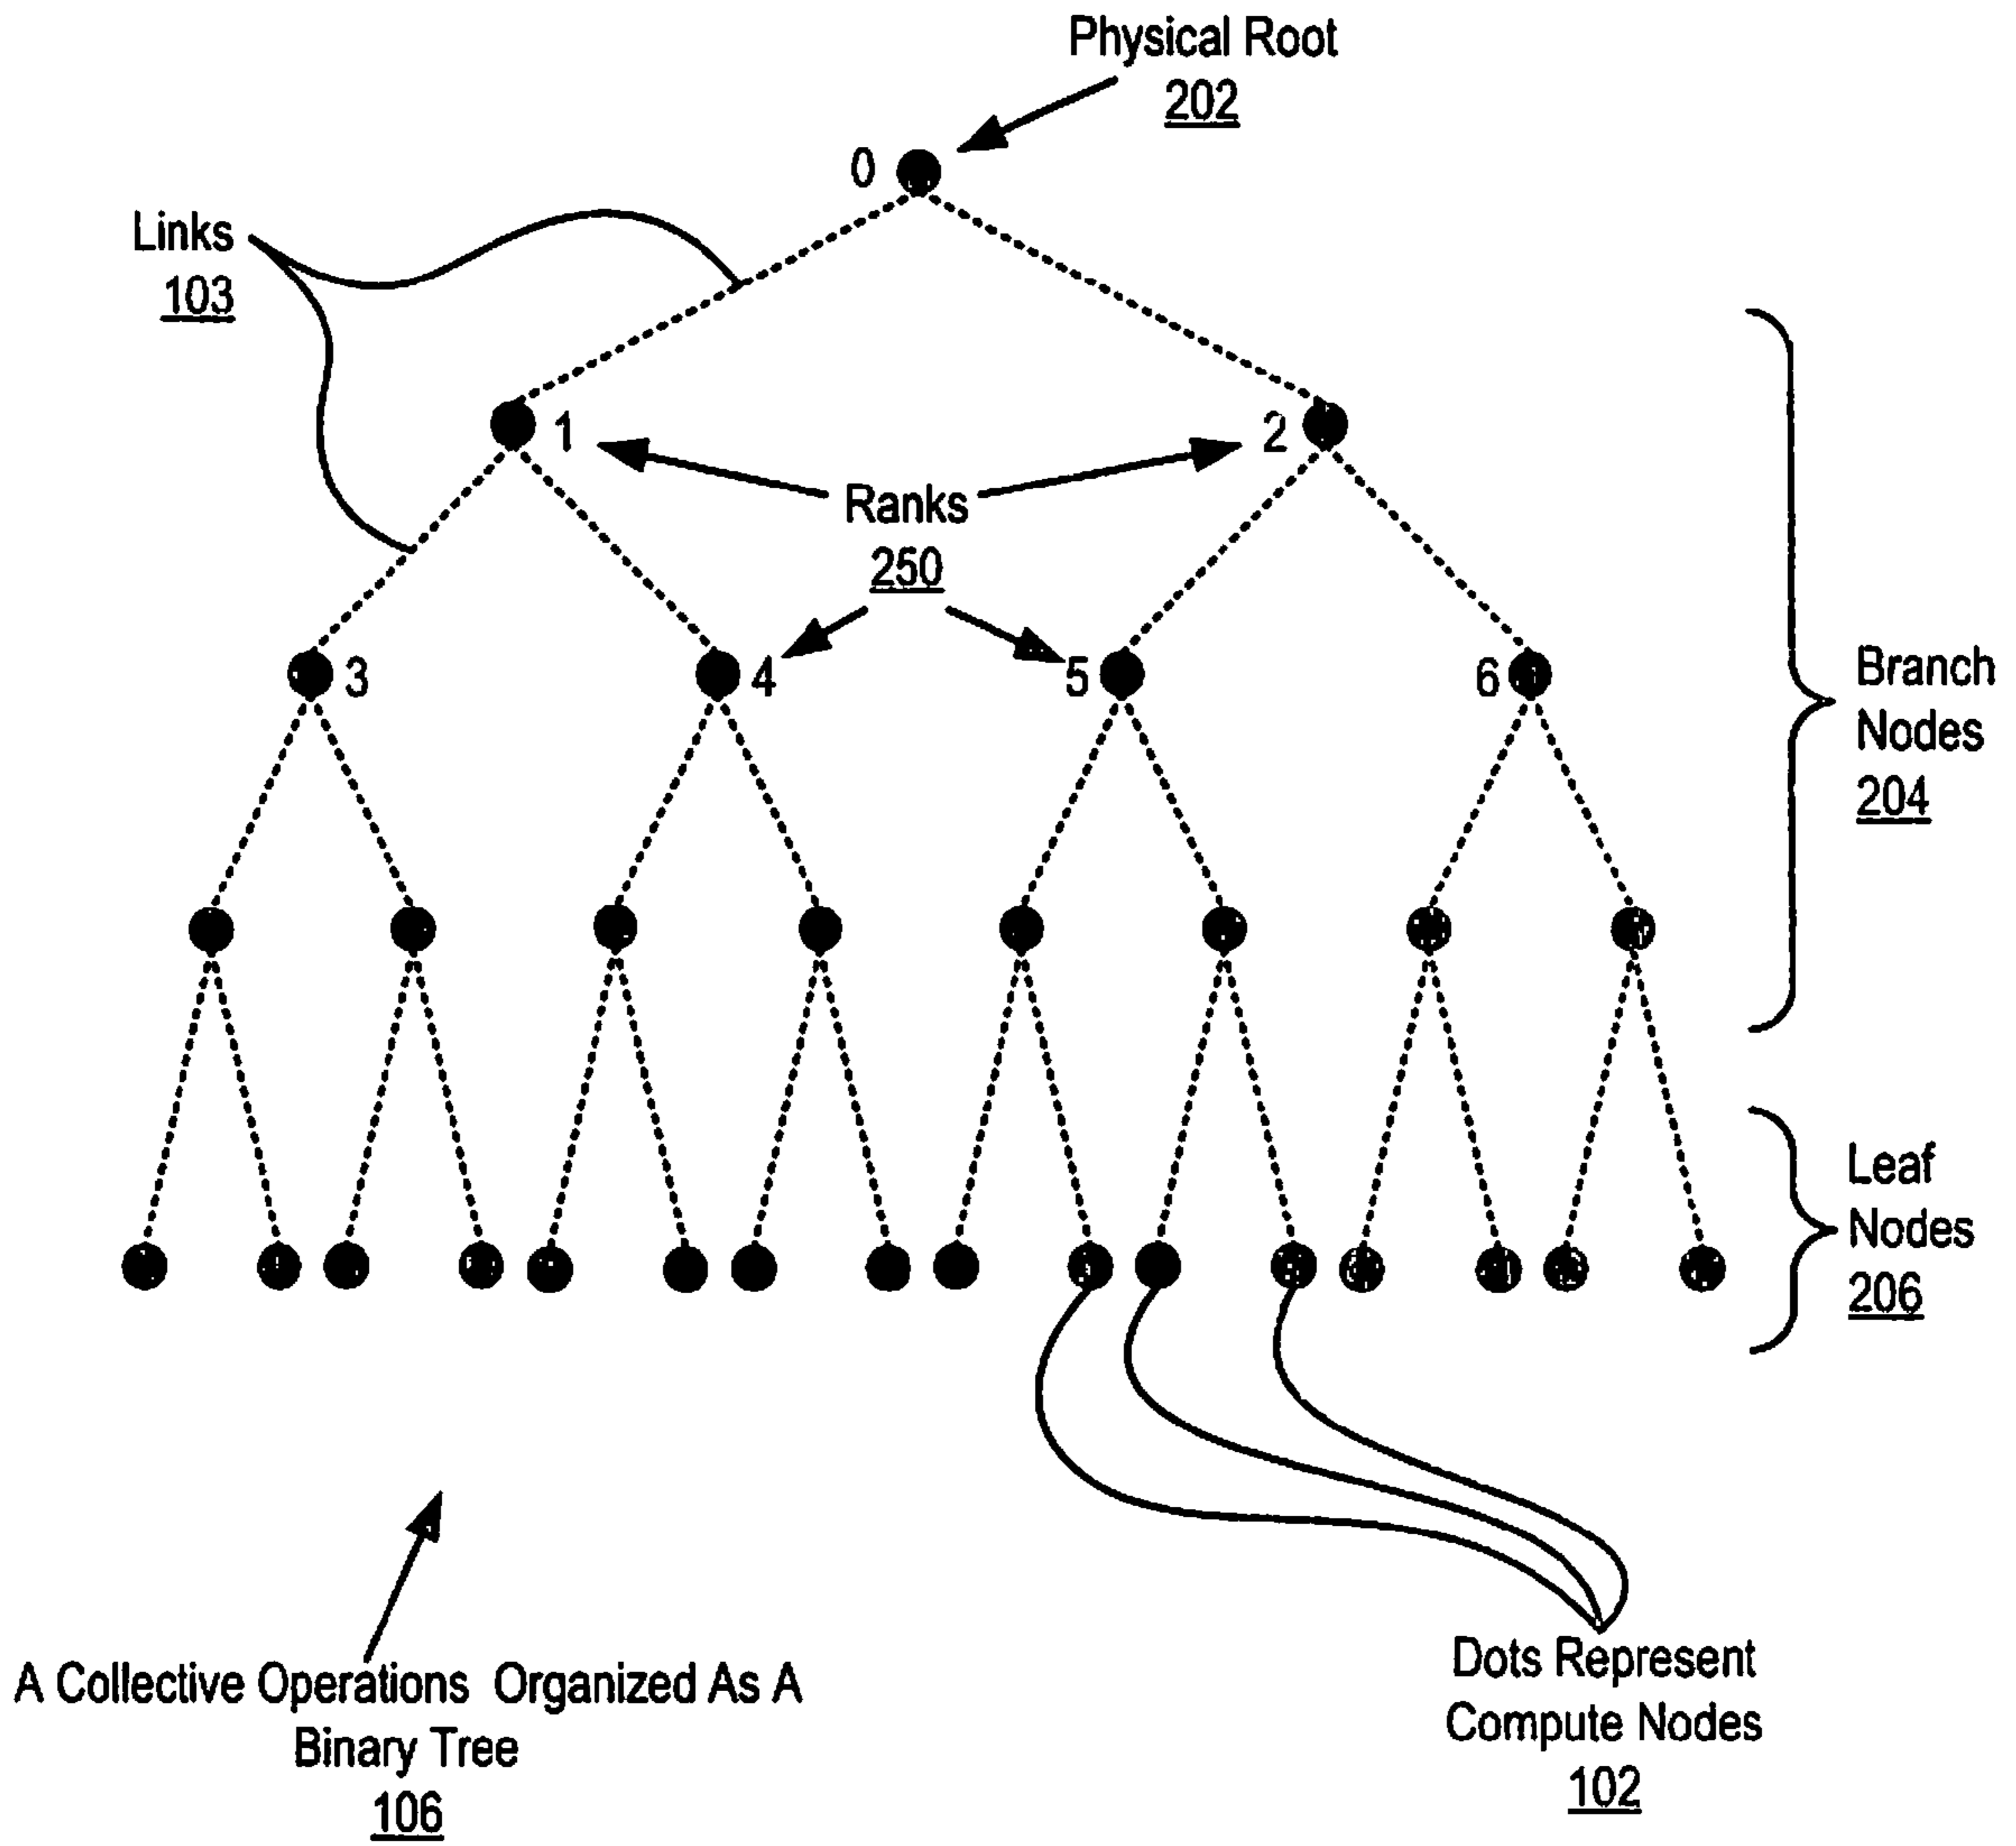 Physical Root
202
0
Links
103
1
2
Ranks
250
3
4
5
6
Branch
Nodes
204
Leaf
Nodes
206
A Collective Operations Organized As A
Binary Tree
106
Dots Represent
Compute Nodes
102